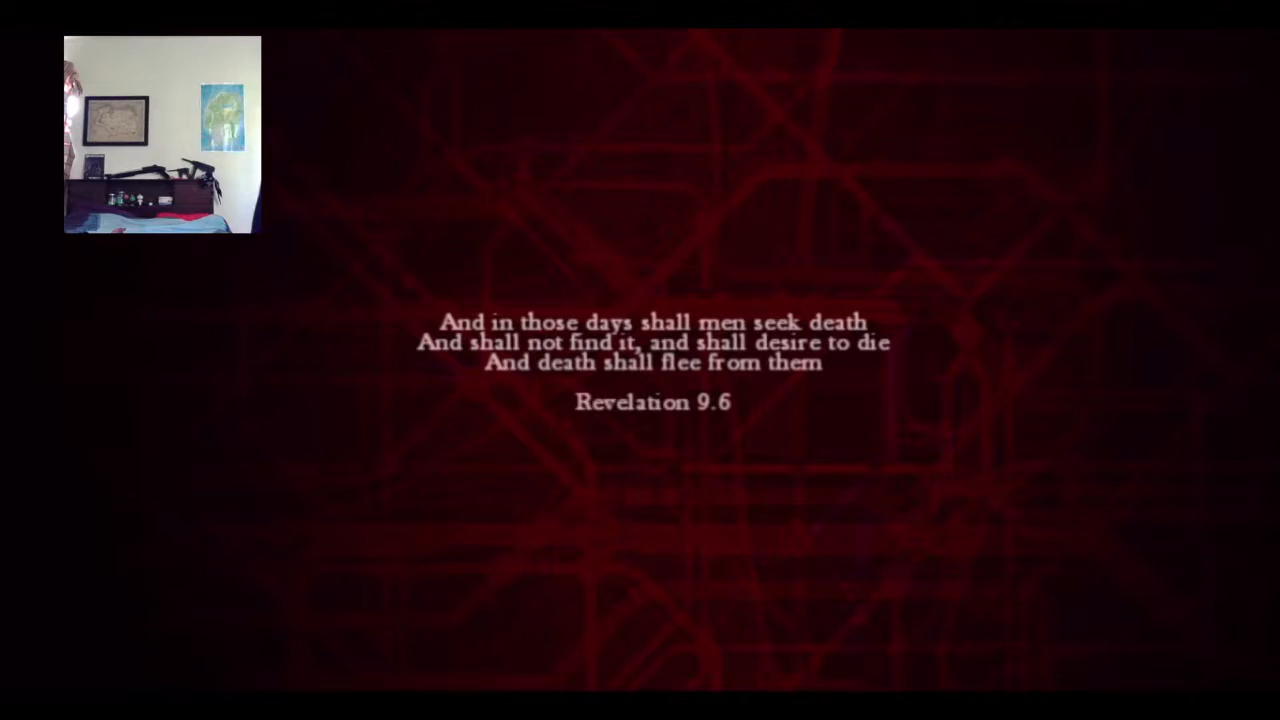 And in those days shall men seek death
And shall not find it, and shall desire to die
And death shall flee from them
Revelation 9.6